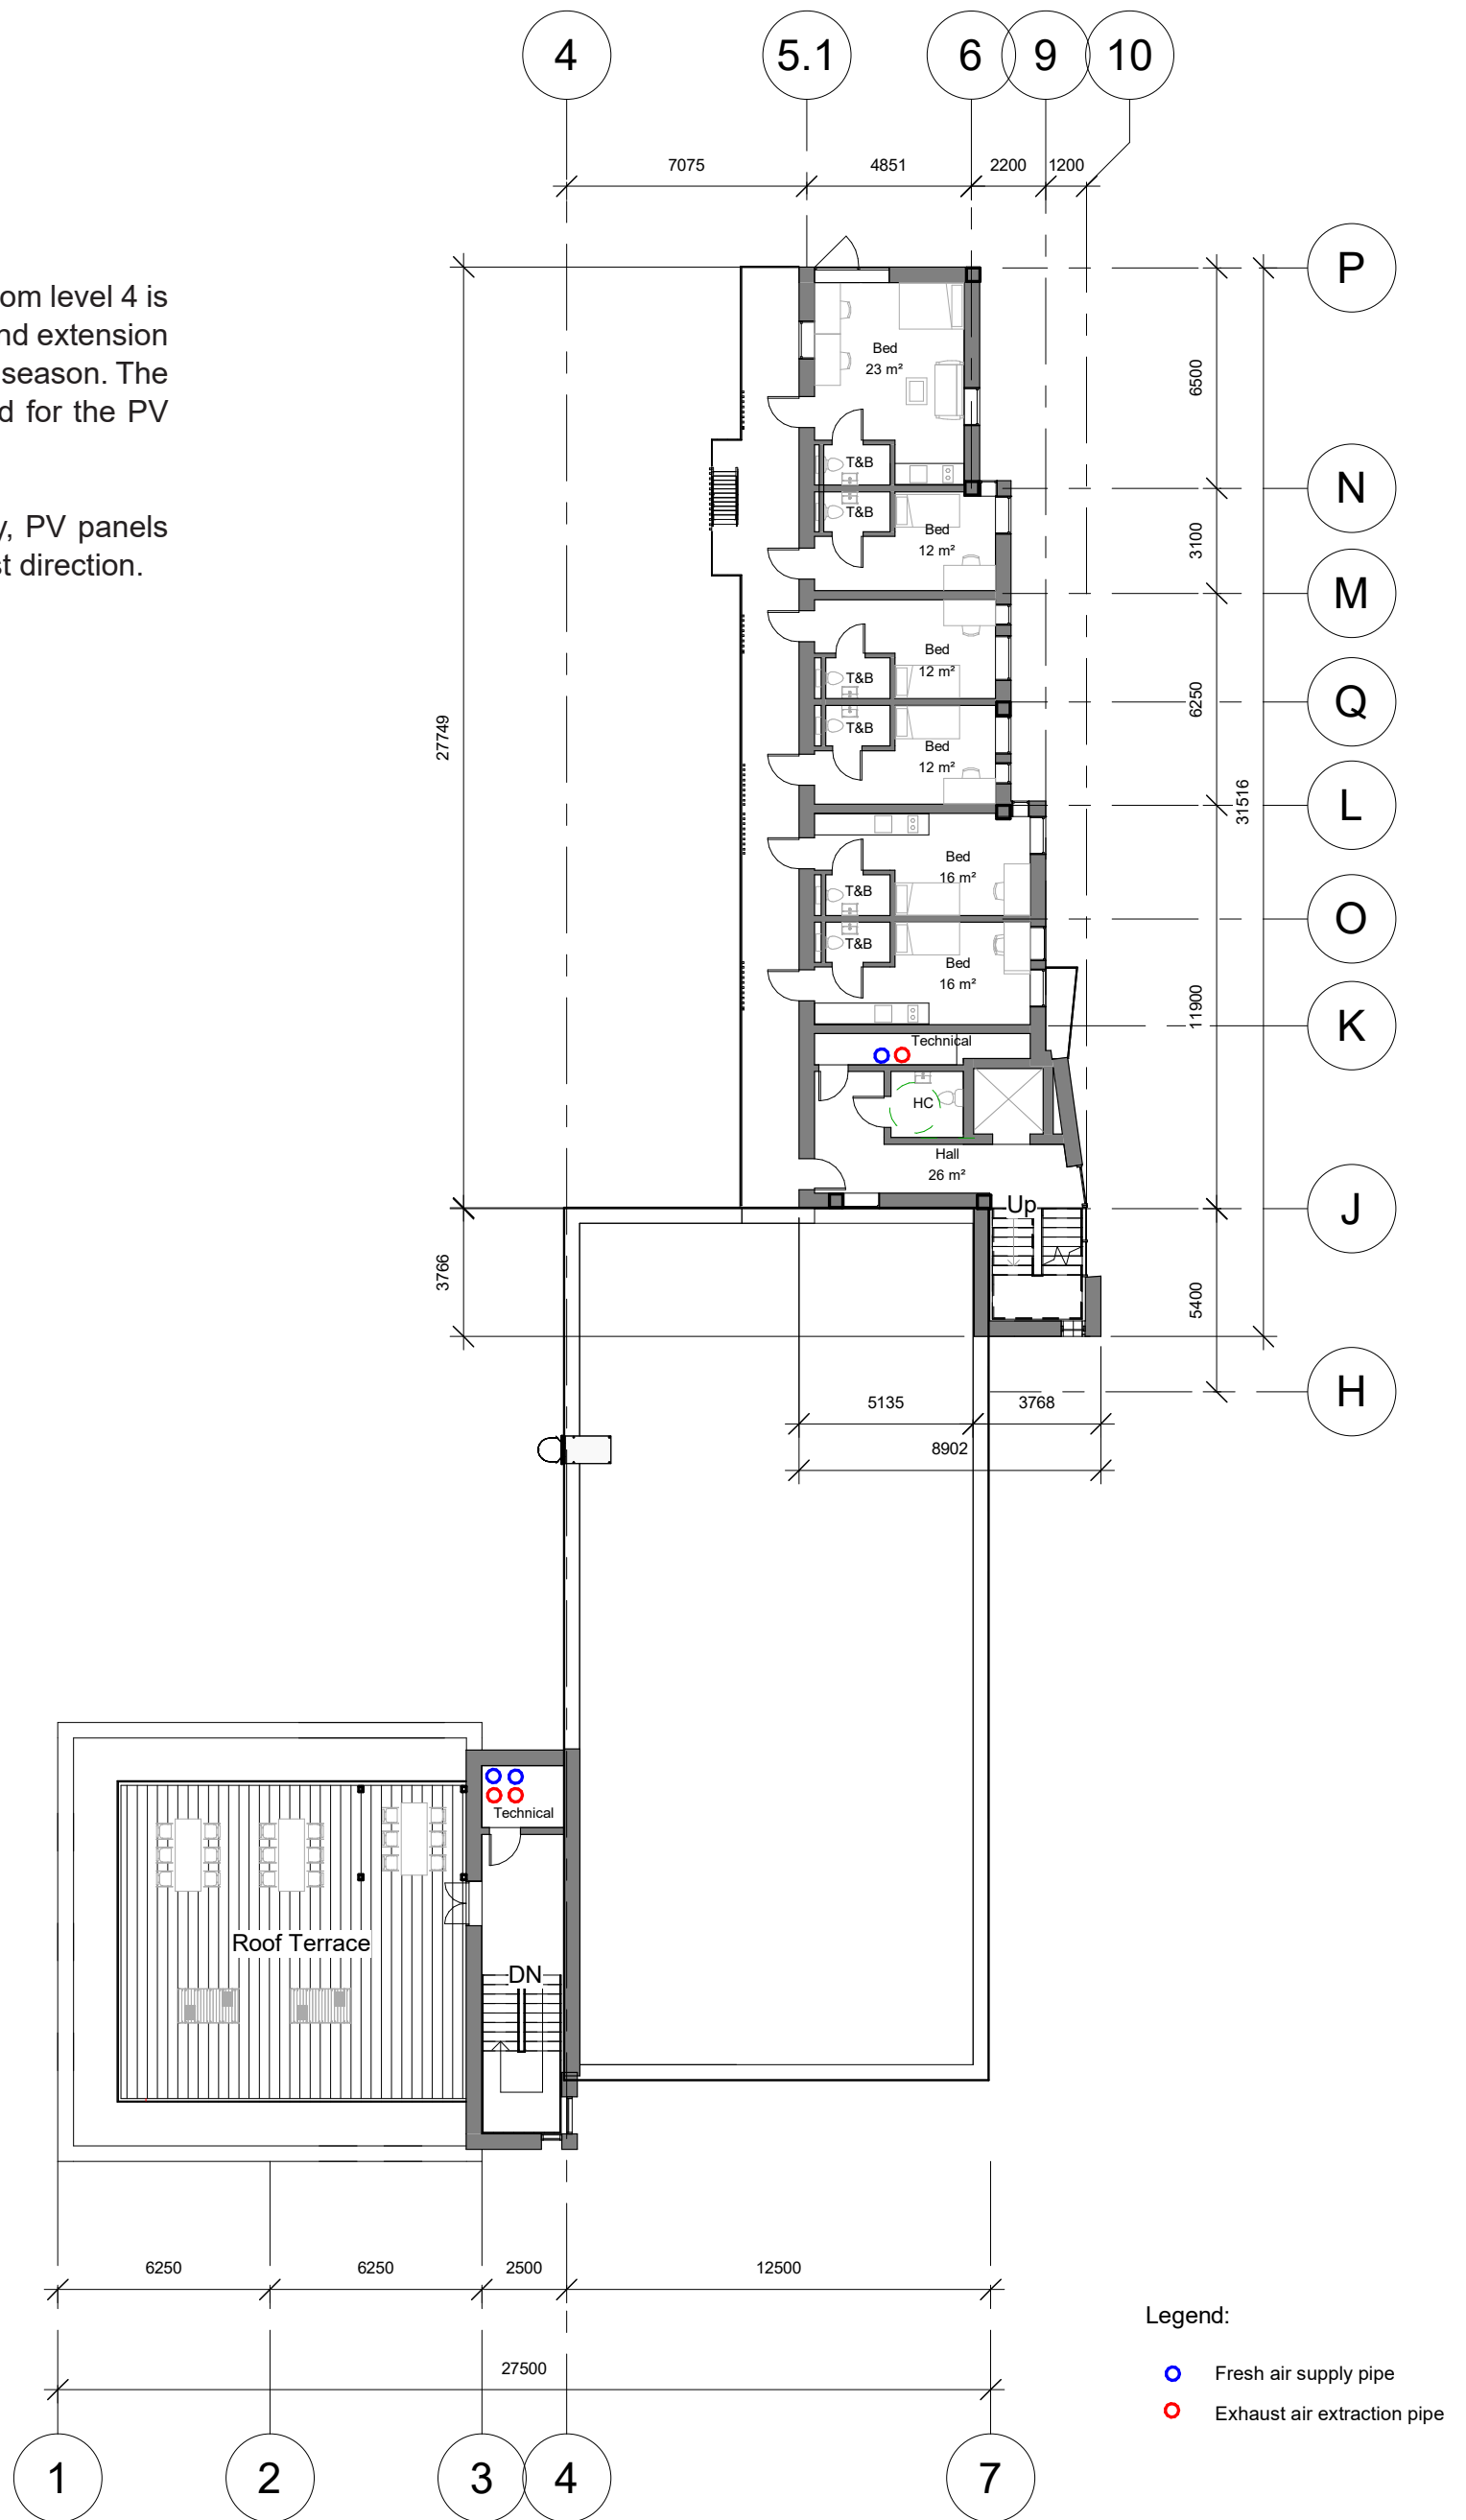 4
5.1
6
9
10
7075
4851
2200
1200
P
om level 4 is
nd extension
season. The
d for the PV
y, PV panels
st direction.
Bed
23 m²
6500
T&B
N
T&B
Bed
12 m²
3100
M
Bed
12 m²
T&B
27749
6250
Q
T&B
Bed
12 m²
31516
L
Bed
16 m²
T&B
O
T&B
Bed
16 m²
11900
K
Technical
HC
Hall
26 m²
Up
J
3766
5400
H
5135
3768
8902
Technical
Roof Terrace
DN
6250
6250
2500
12500
27500
Legend:
Fresh air supply pipe
Exhaust air extraction pipe
1
2
3
4
7